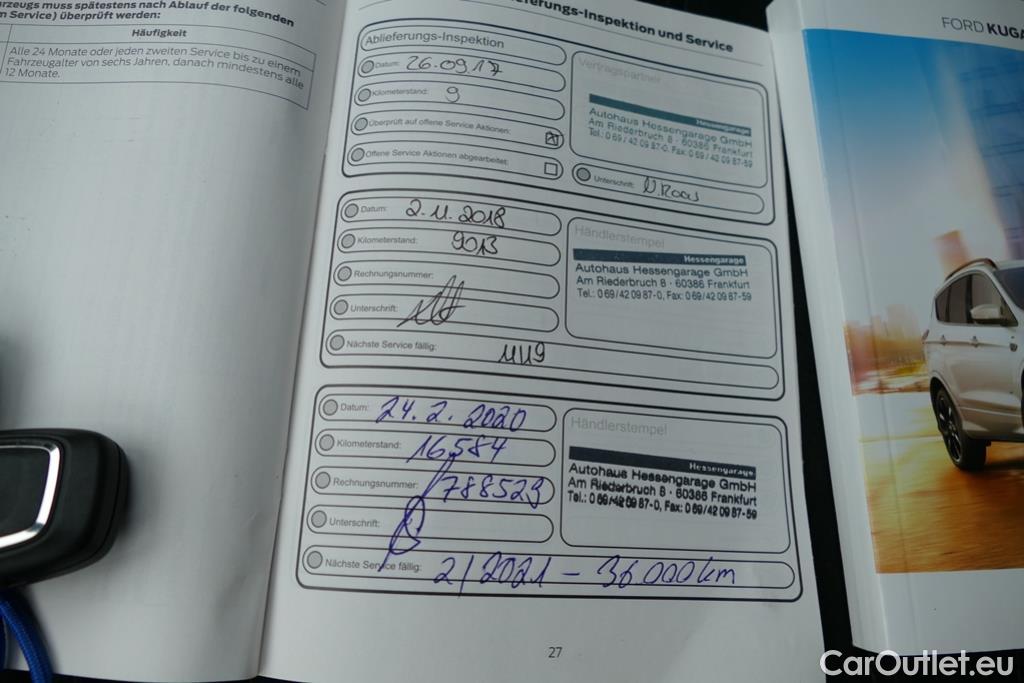 rzeugs muss spätestens nach Ablauf der folgenden
m Service) überprüft werden:
Häufigkeit
Alle 24 Monate oder jeden zweiten Service bis zu einem
Fahrzeugalter von sechs Jahren, danach mindestens alle
12 Monate.
eferungs-Inspektion und Service
Ablieferungs-Inspektion
Datum: 26.09.17
Kilometerstand: 9
Überprüft auf offene Service Aktionen:
Offene Service Aktionen abgearbeitet:
Vertragspartner
Hessengarage
Autohaus Hessengarage GmbH
Am Riederbruch 8 · 60386 Frankfurt
Tel.: 0 69 / 42 09 87-0, Fax: 0 69 / 42 09 87-59
Unterschrift:
Datum: 2.11.2018
Kilometerstand: 9013
Rechnungsnummer:
Unterschrift:
Nächste Service fällig: 11/19
Händlerstempel
Hessengarage
Autohaus Hessengarage GmbH
Am Riederbruch 8 · 60386 Frankfurt
Tel.: 0 69 / 42 09 87-0, Fax: 0 69 / 42 09 87-59
Datum: 24.2.2020
Kilometerstand: 16584
Rechnungsnummer: 788523
Unterschrift:
Nächste Service fällig: 2/2021 - 36000km
Händlerstempel
Hessengarage
Autohaus Hessengarage GmbH
Am Riederbruch 8 · 60386 Frankfurt
Tel.: 0 69 / 42 09 87-0, Fax: 0 69 / 42 09 87-59
27
FORD KUGA
CarOutlet.eu